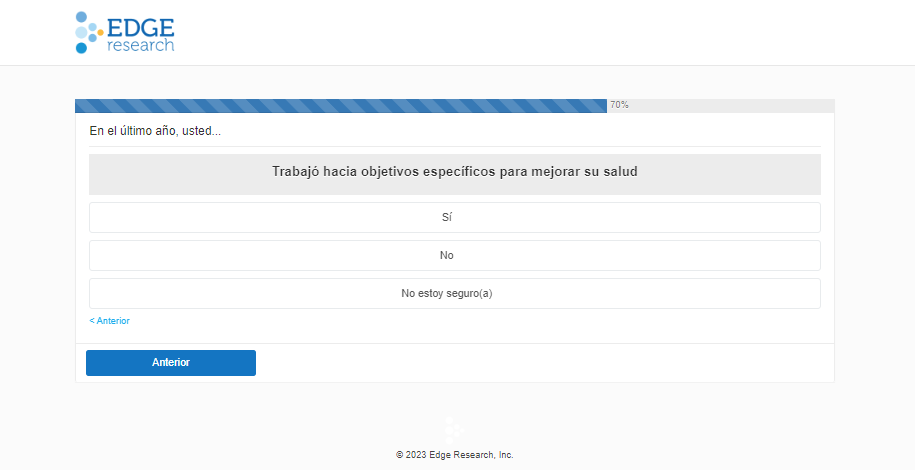 EDGE
research
70%
En el último año, usted...
Trabajó hacia objetivos específicos para mejorar su salud
Sí
No
No estoy seguro(a)
< Anterior
Anterior
© 2023 Edge Research, Inc.